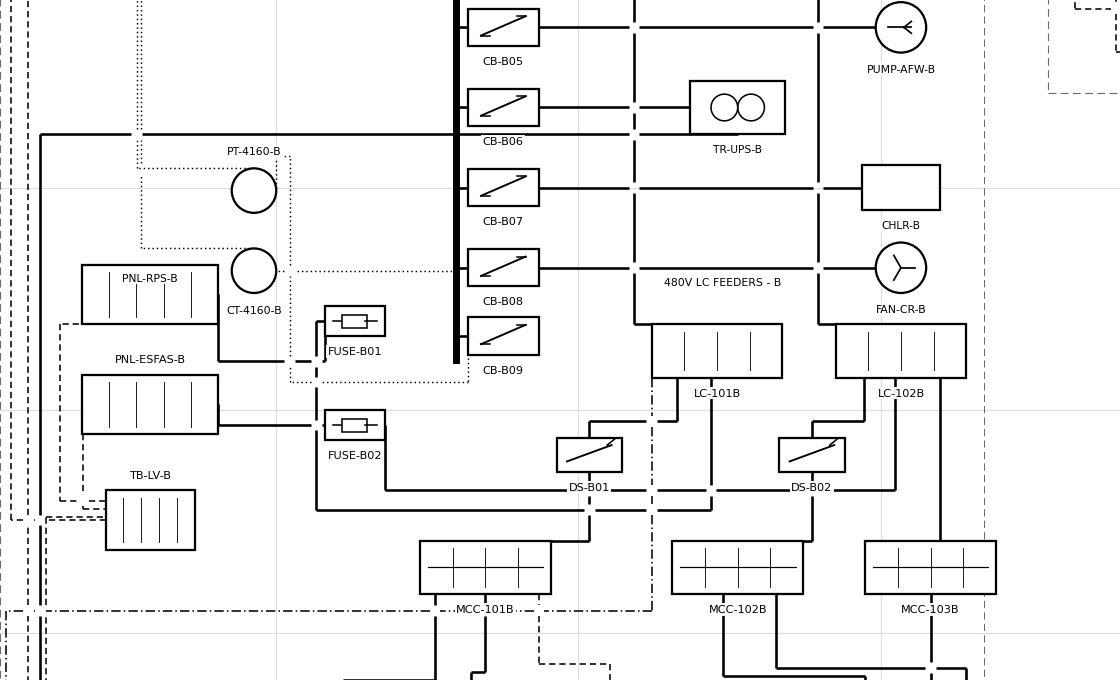 CB-B05
PUMP-AFW-B
CB-B06
PT-4160-B
TR-UPS-B
CB-B07
CHLR-B
PNL-RPS-B
480V LC FEEDERS - B
CB-B08
CT-4160-B
FAN-CR-B
FUSE-B01
PNL-ESFAS-B
CB-B09
LC-101B
LC-102B
FUSE-B02
TB-LV-B
DS-B01
DS-B02
MCC-101B
MCC-102B
MCC-103B